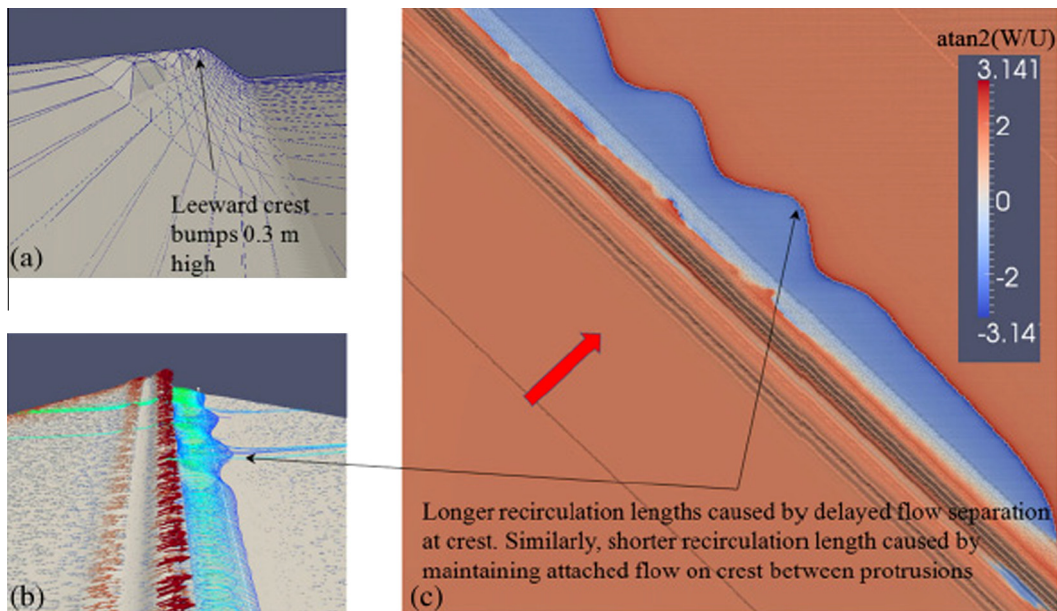 Leeward crest
bumps 0.3 m
high
(a)
(b)
atan2(W/U)
3.141
2
0
-2
-3.14
Longer recirculation lengths caused by delayed flow separation
at crest. Similarly, shorter recirculation length caused by
maintaining attached flow on crest between protrusions
(c)